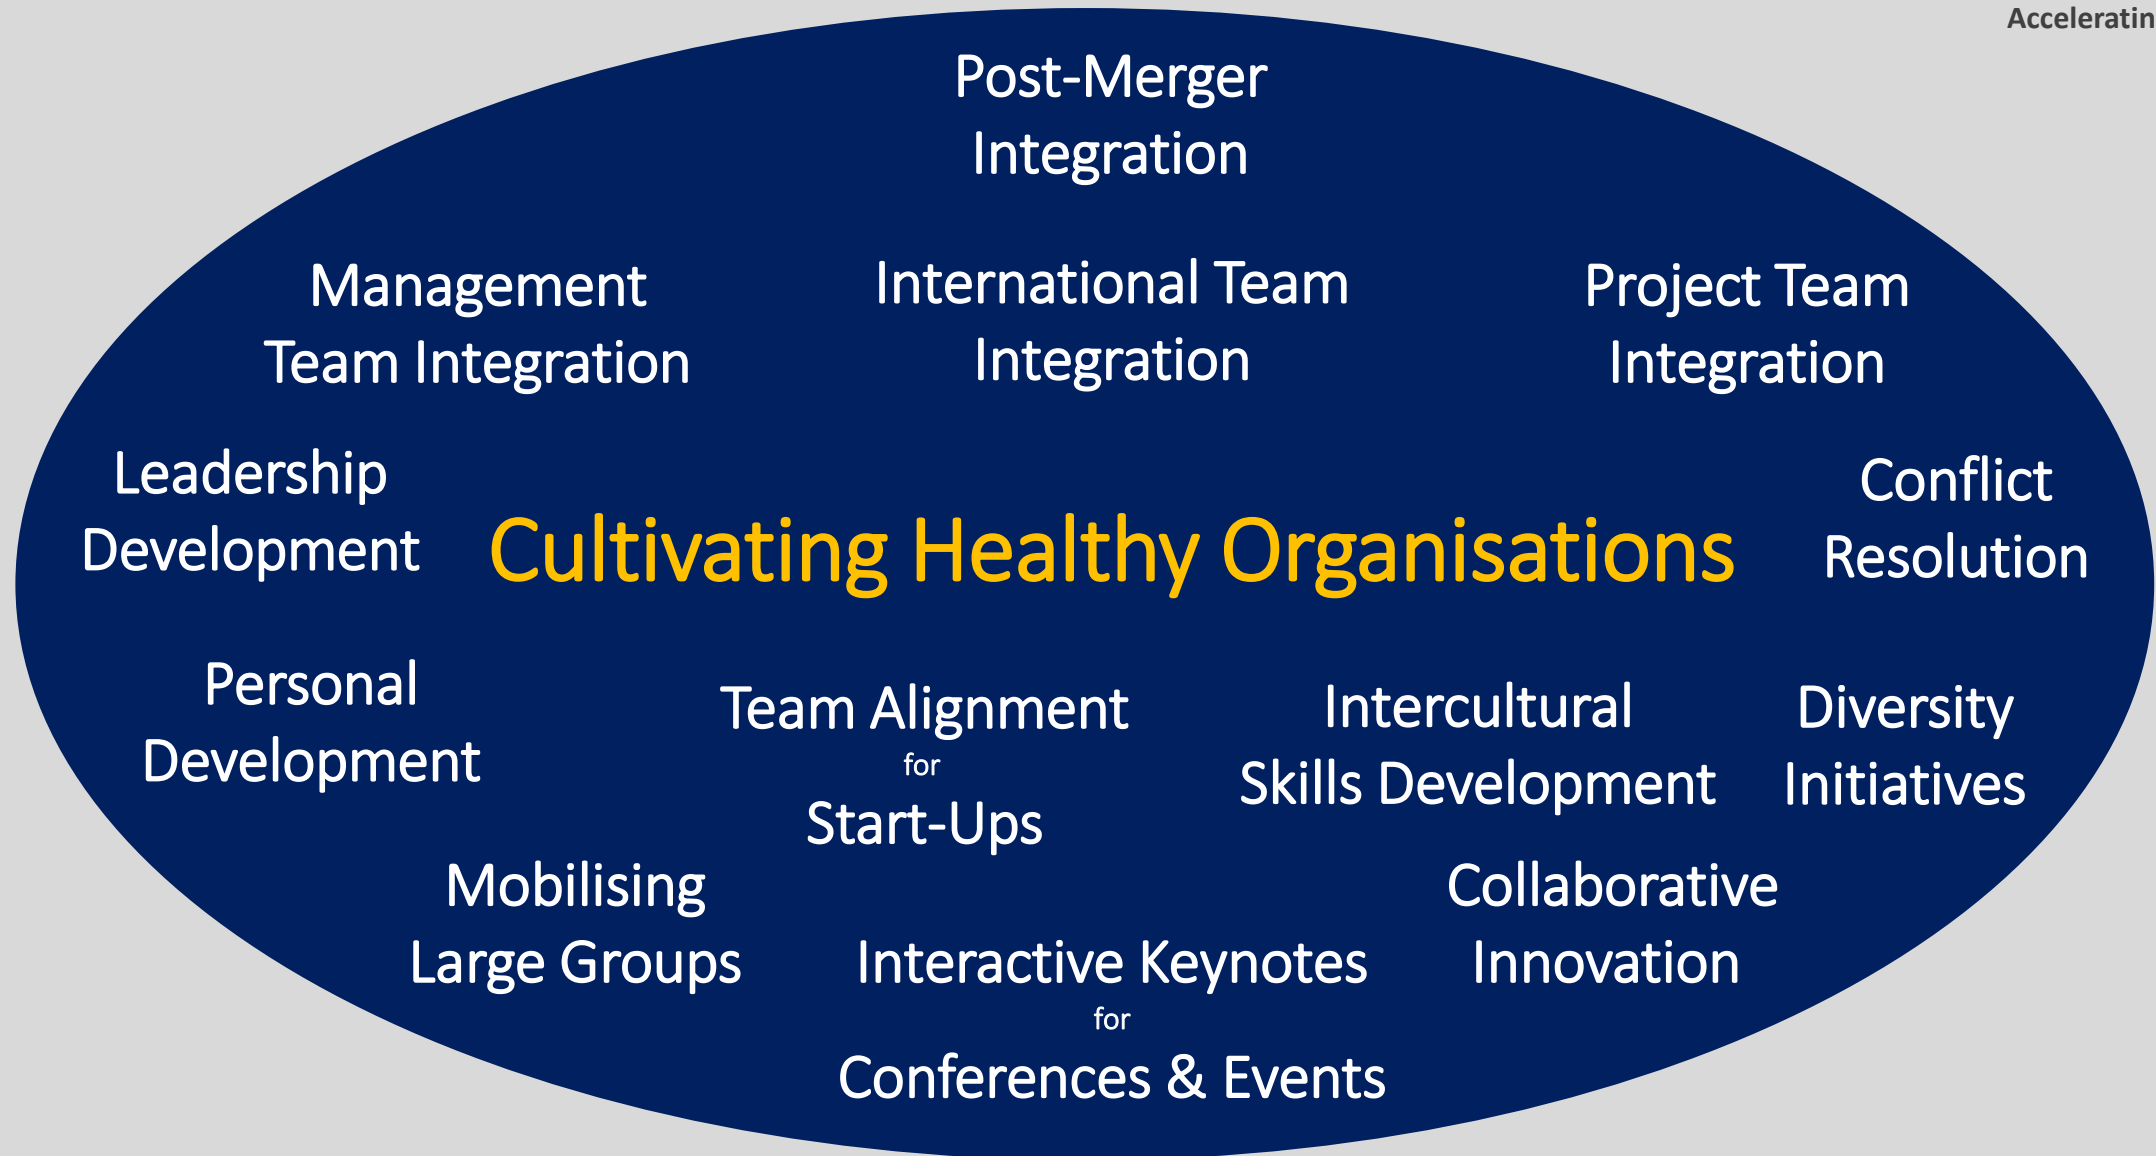 Acceleratin
Post-Merger
Integration
Management
Team Integration
International Team
Integration
Project Team
Integration
Leadership
Development
Cultivating Healthy Organisations
Conflict
Resolution
Personal
Development
Team Alignment
for
Start-Ups
Intercultural
Skills Development
Diversity
Initiatives
Mobilising
Large Groups
Interactive Keynotes
for
Conferences & Events
Collaborative
Innovation